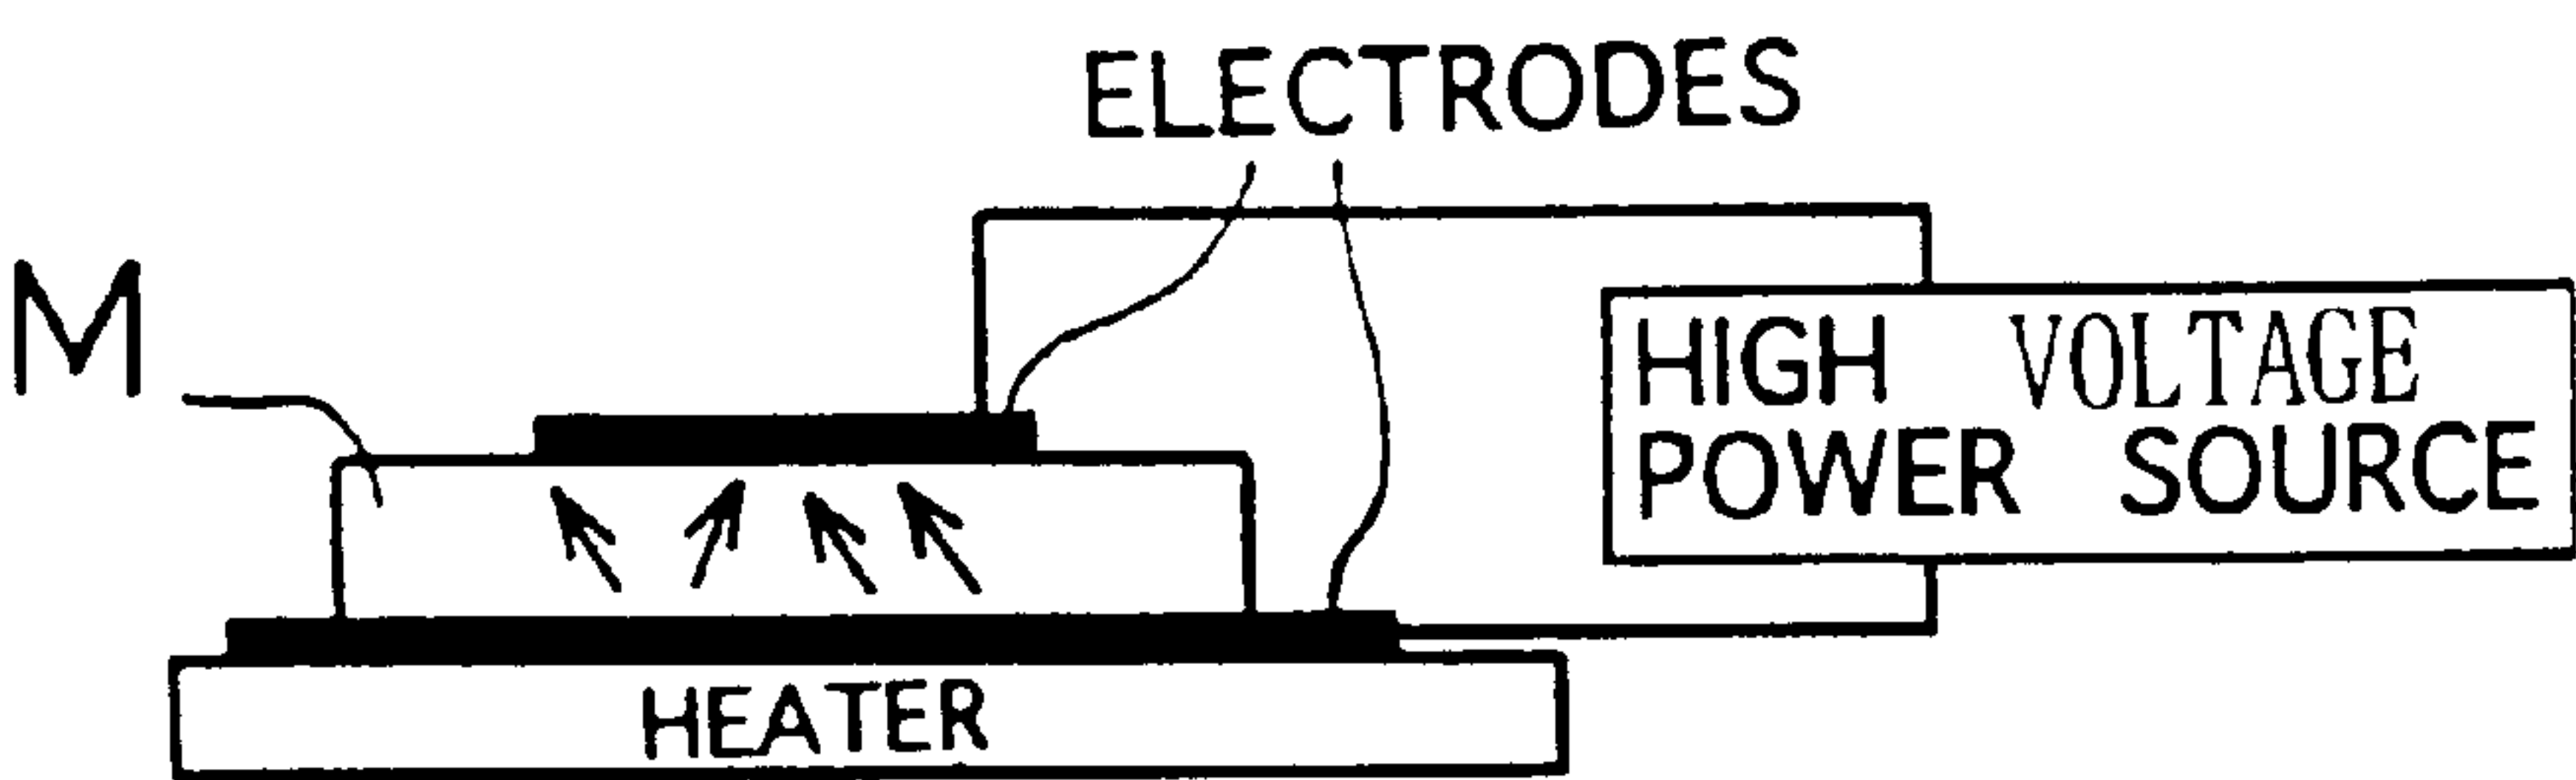 ELECTRODES
M
HIGH VOLTAGE
POWER SOURCE
HEATER